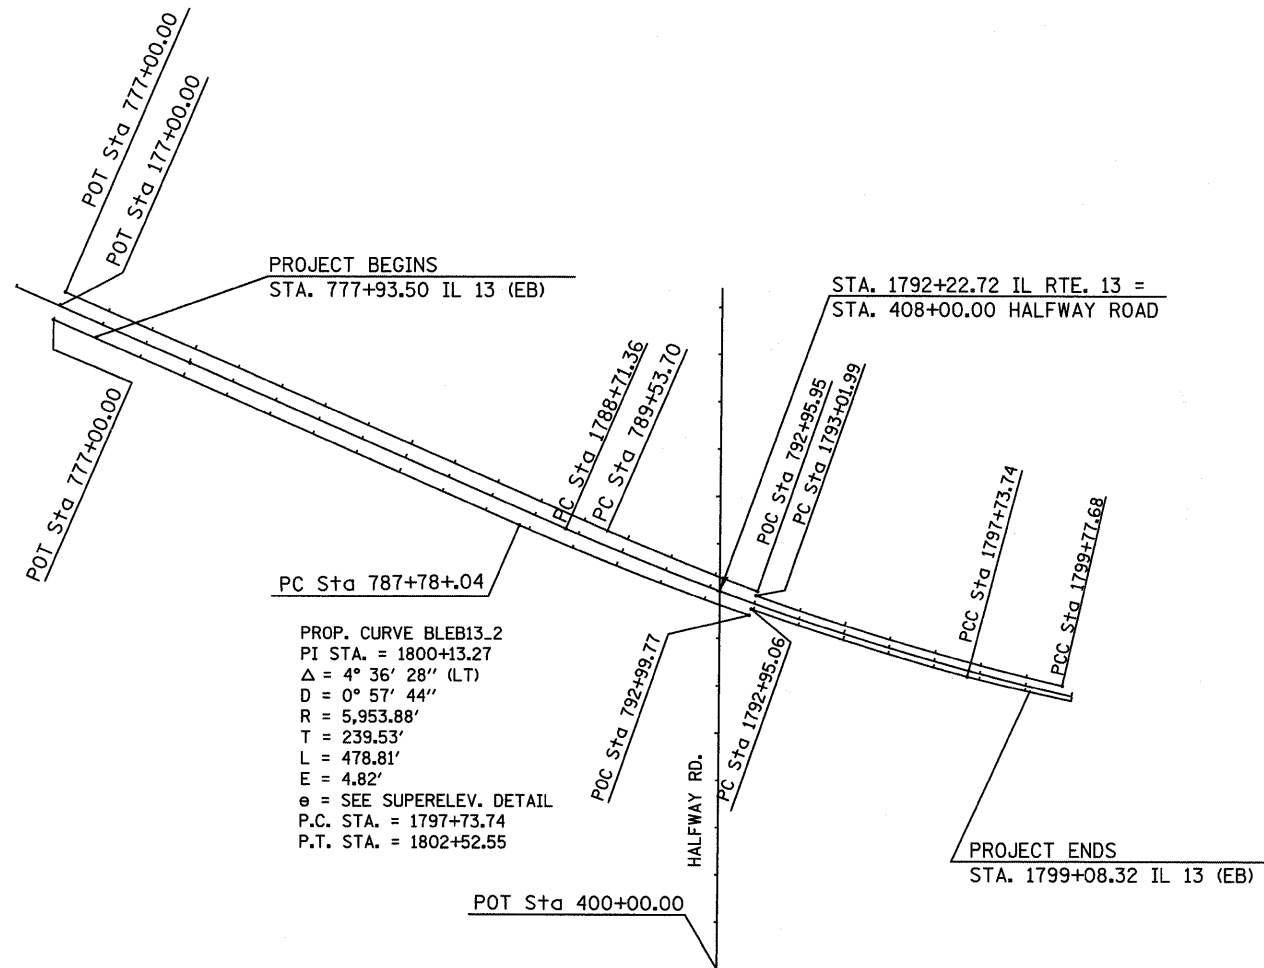 POT Sta 777+00.00
POT Sta 177+00.00
PROJECT BEGINS
STA. 777+93.50 IL 13 (EB)
STA. 1792+22.72 IL RTE. 13 =
STA. 408+00.00 HALFWAY ROAD
POT Sta 777+00.00
PC Sta 1788+71.36
PC Sta 789+53.70
POC Sta 792+95.95
PC Sta 1793+01.99
PCC Sta 1797+73.74
PCC Sta 1799+77.68
PC Sta 787+78+.04
PROP. CURVE BLEB13_2
PI STA. = 1800+13.27
Δ = 4° 36' 28" (LT)
D = 0° 57' 44"
R = 5,953.88'
T = 239.53'
L = 478.81'
E = 4.82'
e = SEE SUPERELEV. DETAIL
P.C. STA. = 1797+73.74
P.T. STA. = 1802+52.55
POC Sta 792+99.77
PC Sta 1792+95.06
HALFWAY RD.
PROJECT ENDS
STA. 1799+08.32 IL 13 (EB)
POT Sta 400+00.00